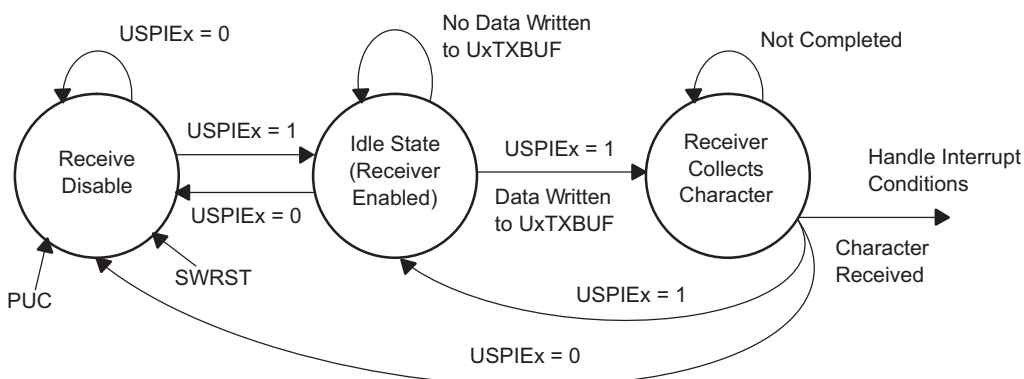 USPIEx = 0
No Data Written
to UxTXBUF
Not Completed
Receive
Disable
USPIEx = 1
USPIEx = 0
Idle State
(Receiver
Enabled)
USPIEx = 1
Data Written
to UxTXBUF
Receiver
Collects
Character
Handle Interrupt
Conditions
Character
Received
PUC
SWRST
USPIEx = 1
USPIEx = 0